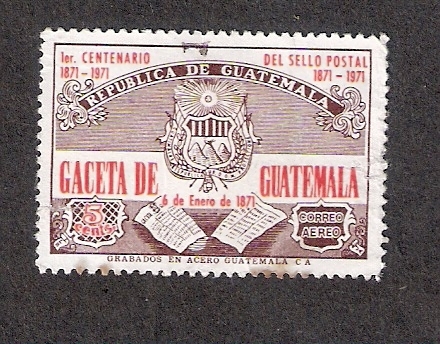 1er. CENTENARIO DEL SELLO POSTAL
1871-1971 1871-1971
REPUBLICA DE GUATEMALA
GACETA DE GUATEMALA
6 de Enero de 1871
5 cents. CORREO
AEREO
GRABADOS EN ACERO GUATEMALA C A